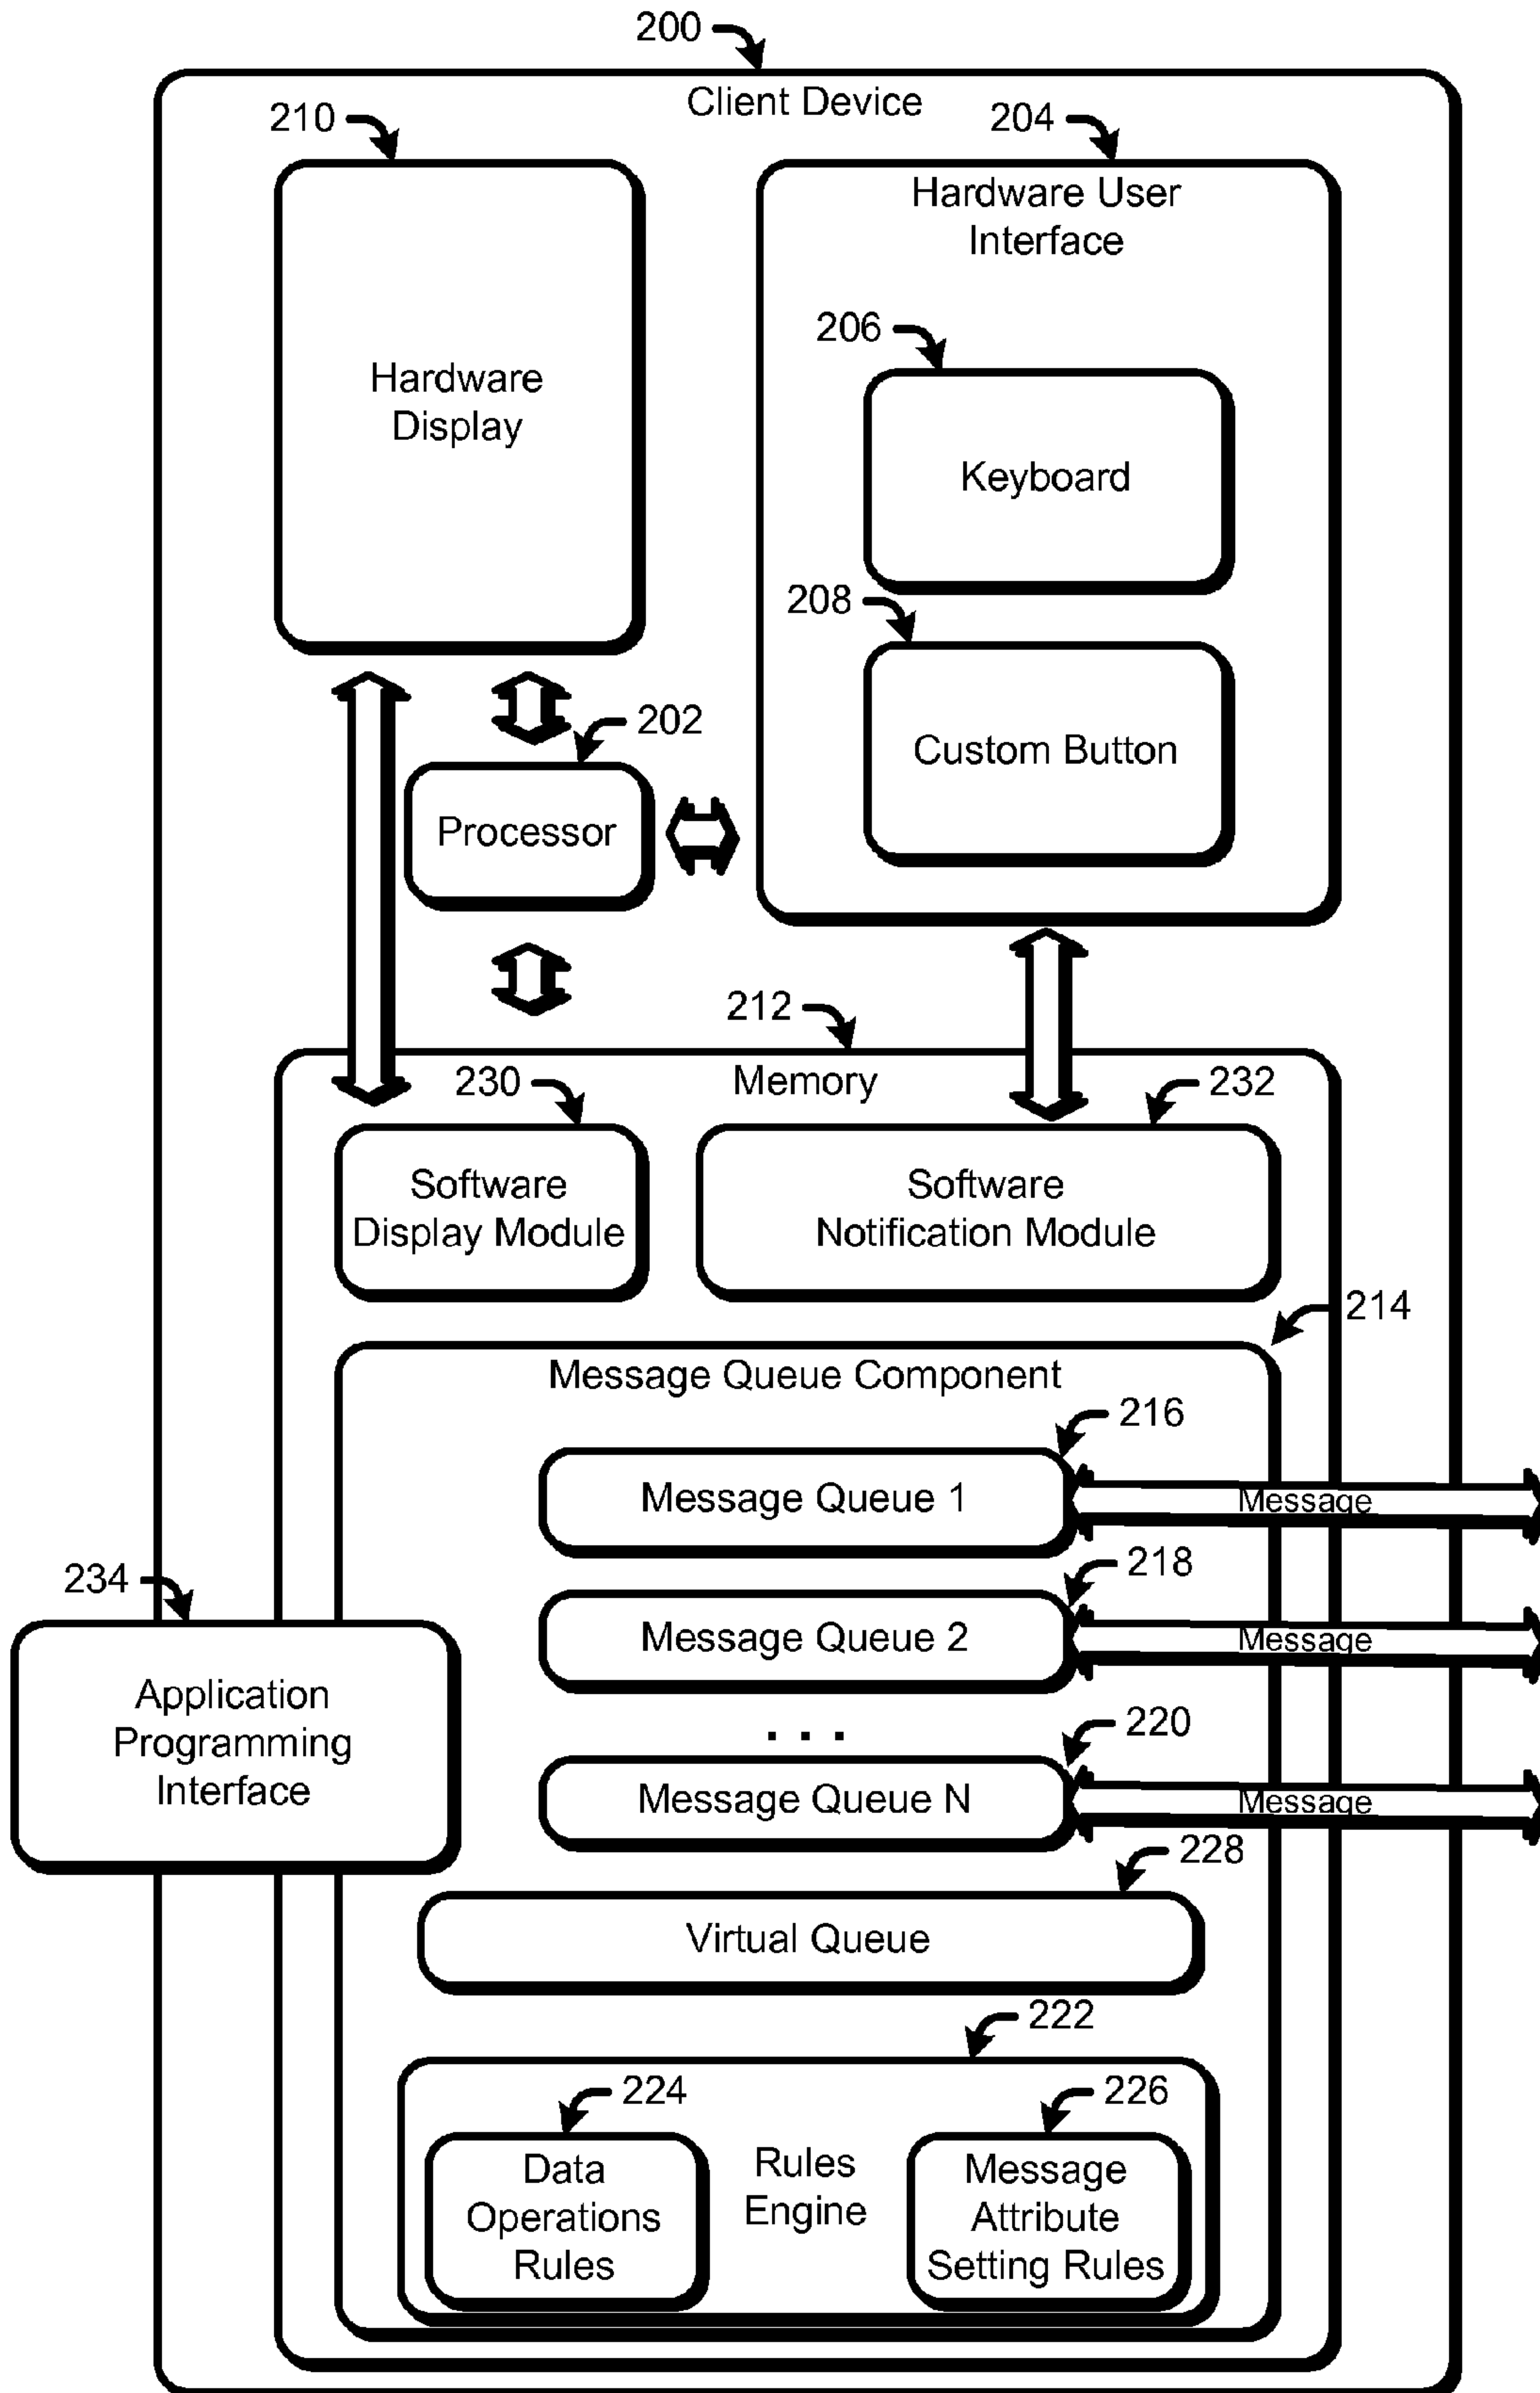 200
Client Device
210
204
Hardware User
Interface
206
Hardware
Display
Keyboard
208
202
Custom Button
Processor
212
Memory
230
232
Software
Display Module
Software
Notification Module
214
Message Queue Component
216
Message Queue 1
Message
218
234
Message Queue 2
Message
Application
Programming
Interface
. . .
220
Message Queue N
Message
228
Virtual Queue
222
224
226
Data
Operations
Rules
Rules
Engine
Message
Attribute
Setting Rules